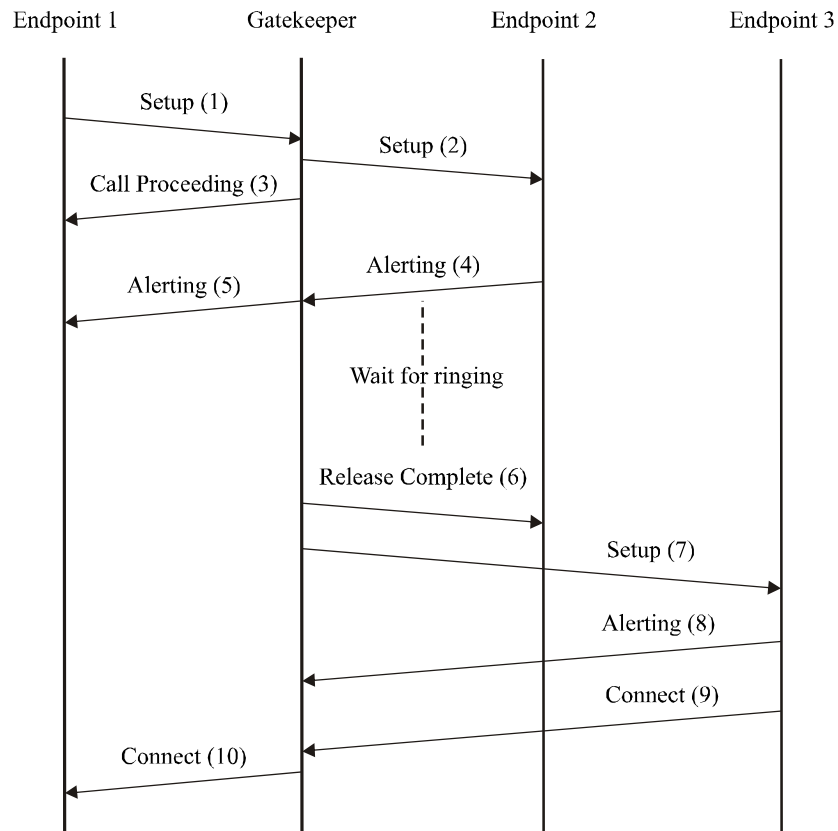 Endpoint 1
Gatekeeper
Endpoint 2
Endpoint 3
Setup (1)
Setup (2)
Call Proceeding (3)
Alerting (4)
Alerting (5)
Wait for ringing
Release Complete (6)
Setup (7)
Alerting (8)
Connect (9)
Connect (10)